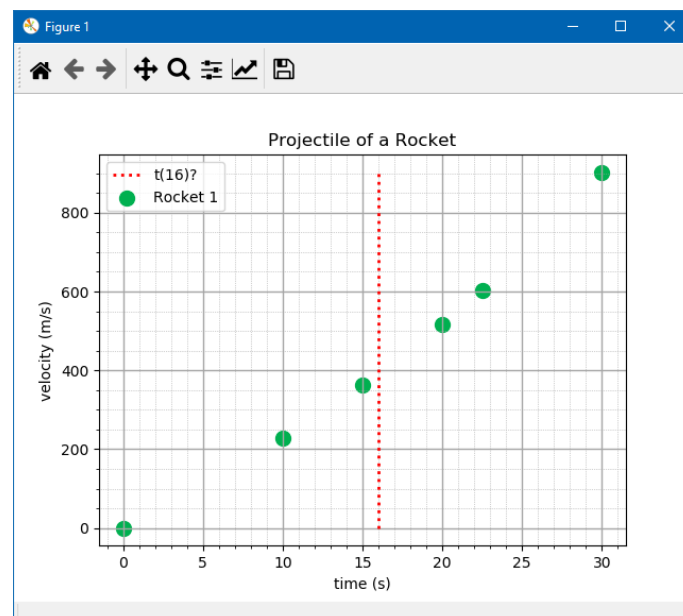 Figure 1
Projectile of a Rocket
t(16)?
Rocket 1
800
600
400
200
0
velocity (m/s)
0 5 10 15 20 25 30
time (s)